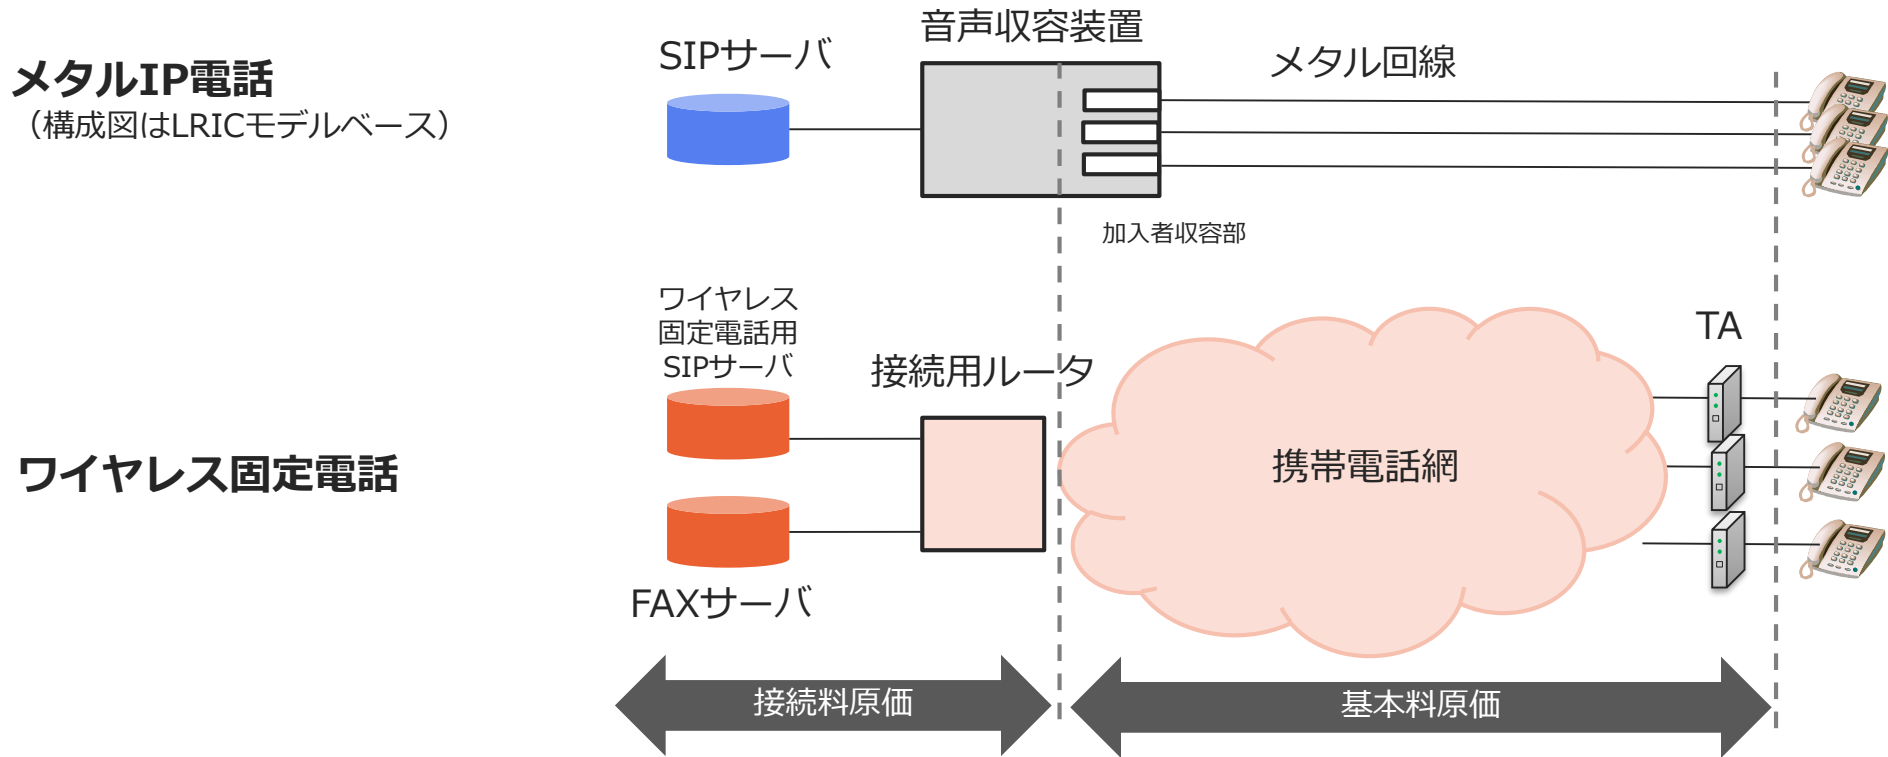 音声収容装置
SIPサーバ
メタル回線
メタルIP電話
（構成図はLRICモデルベース）
加入者収容部
ワイヤレス
固定電話用
SIPサーバ
接続用ルータ
TA
携帯電話網
ワイヤレス固定電話
FAXサーバ
接続料原価
基本料原価